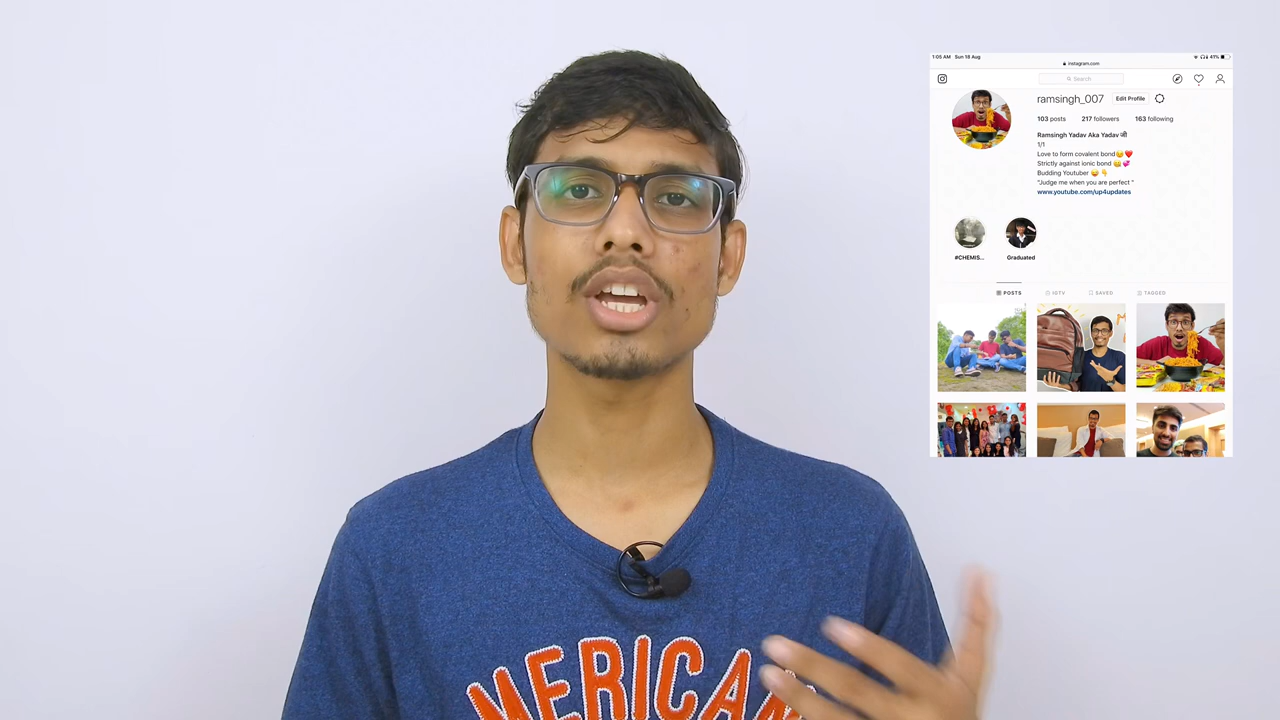 1:05 AM Sun 18 Aug
41%
instagram.com
Search
ramsingh_007 Edit Profile
103 posts 217 followers 163 following
Ramsingh Yadav Aka Yadav जी
1/1
Love to form covalent bond😊❤️
Strictly against ionic bond 😄💞
Budding Youtuber 😄👇
"Judge me when you are perfect "
www.youtube.com/up4updates
#CHEMIS... Graduated
POSTS IGTV SAVED TAGGED
MERICAN